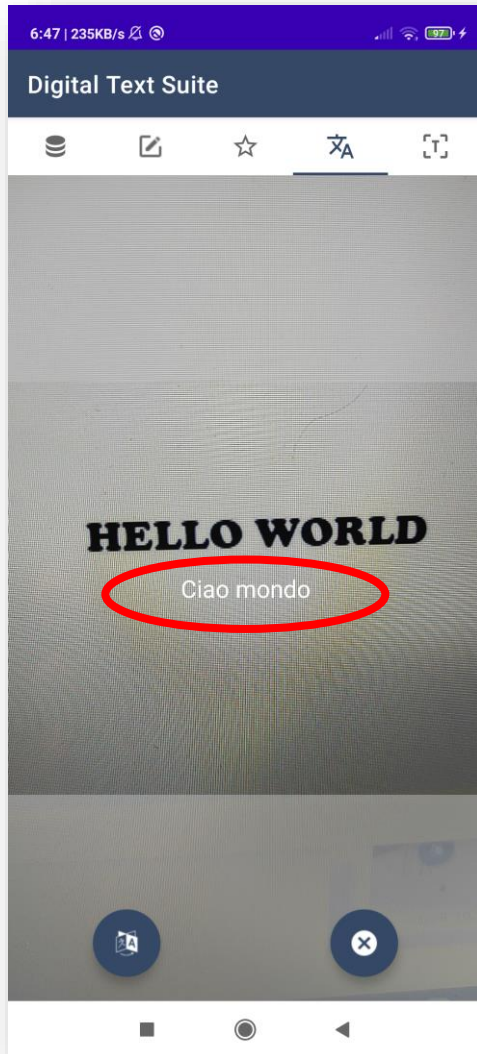 6:47 | 235KB/s 97
Digital Text Suite
HELLO WORLD
Ciao mondo